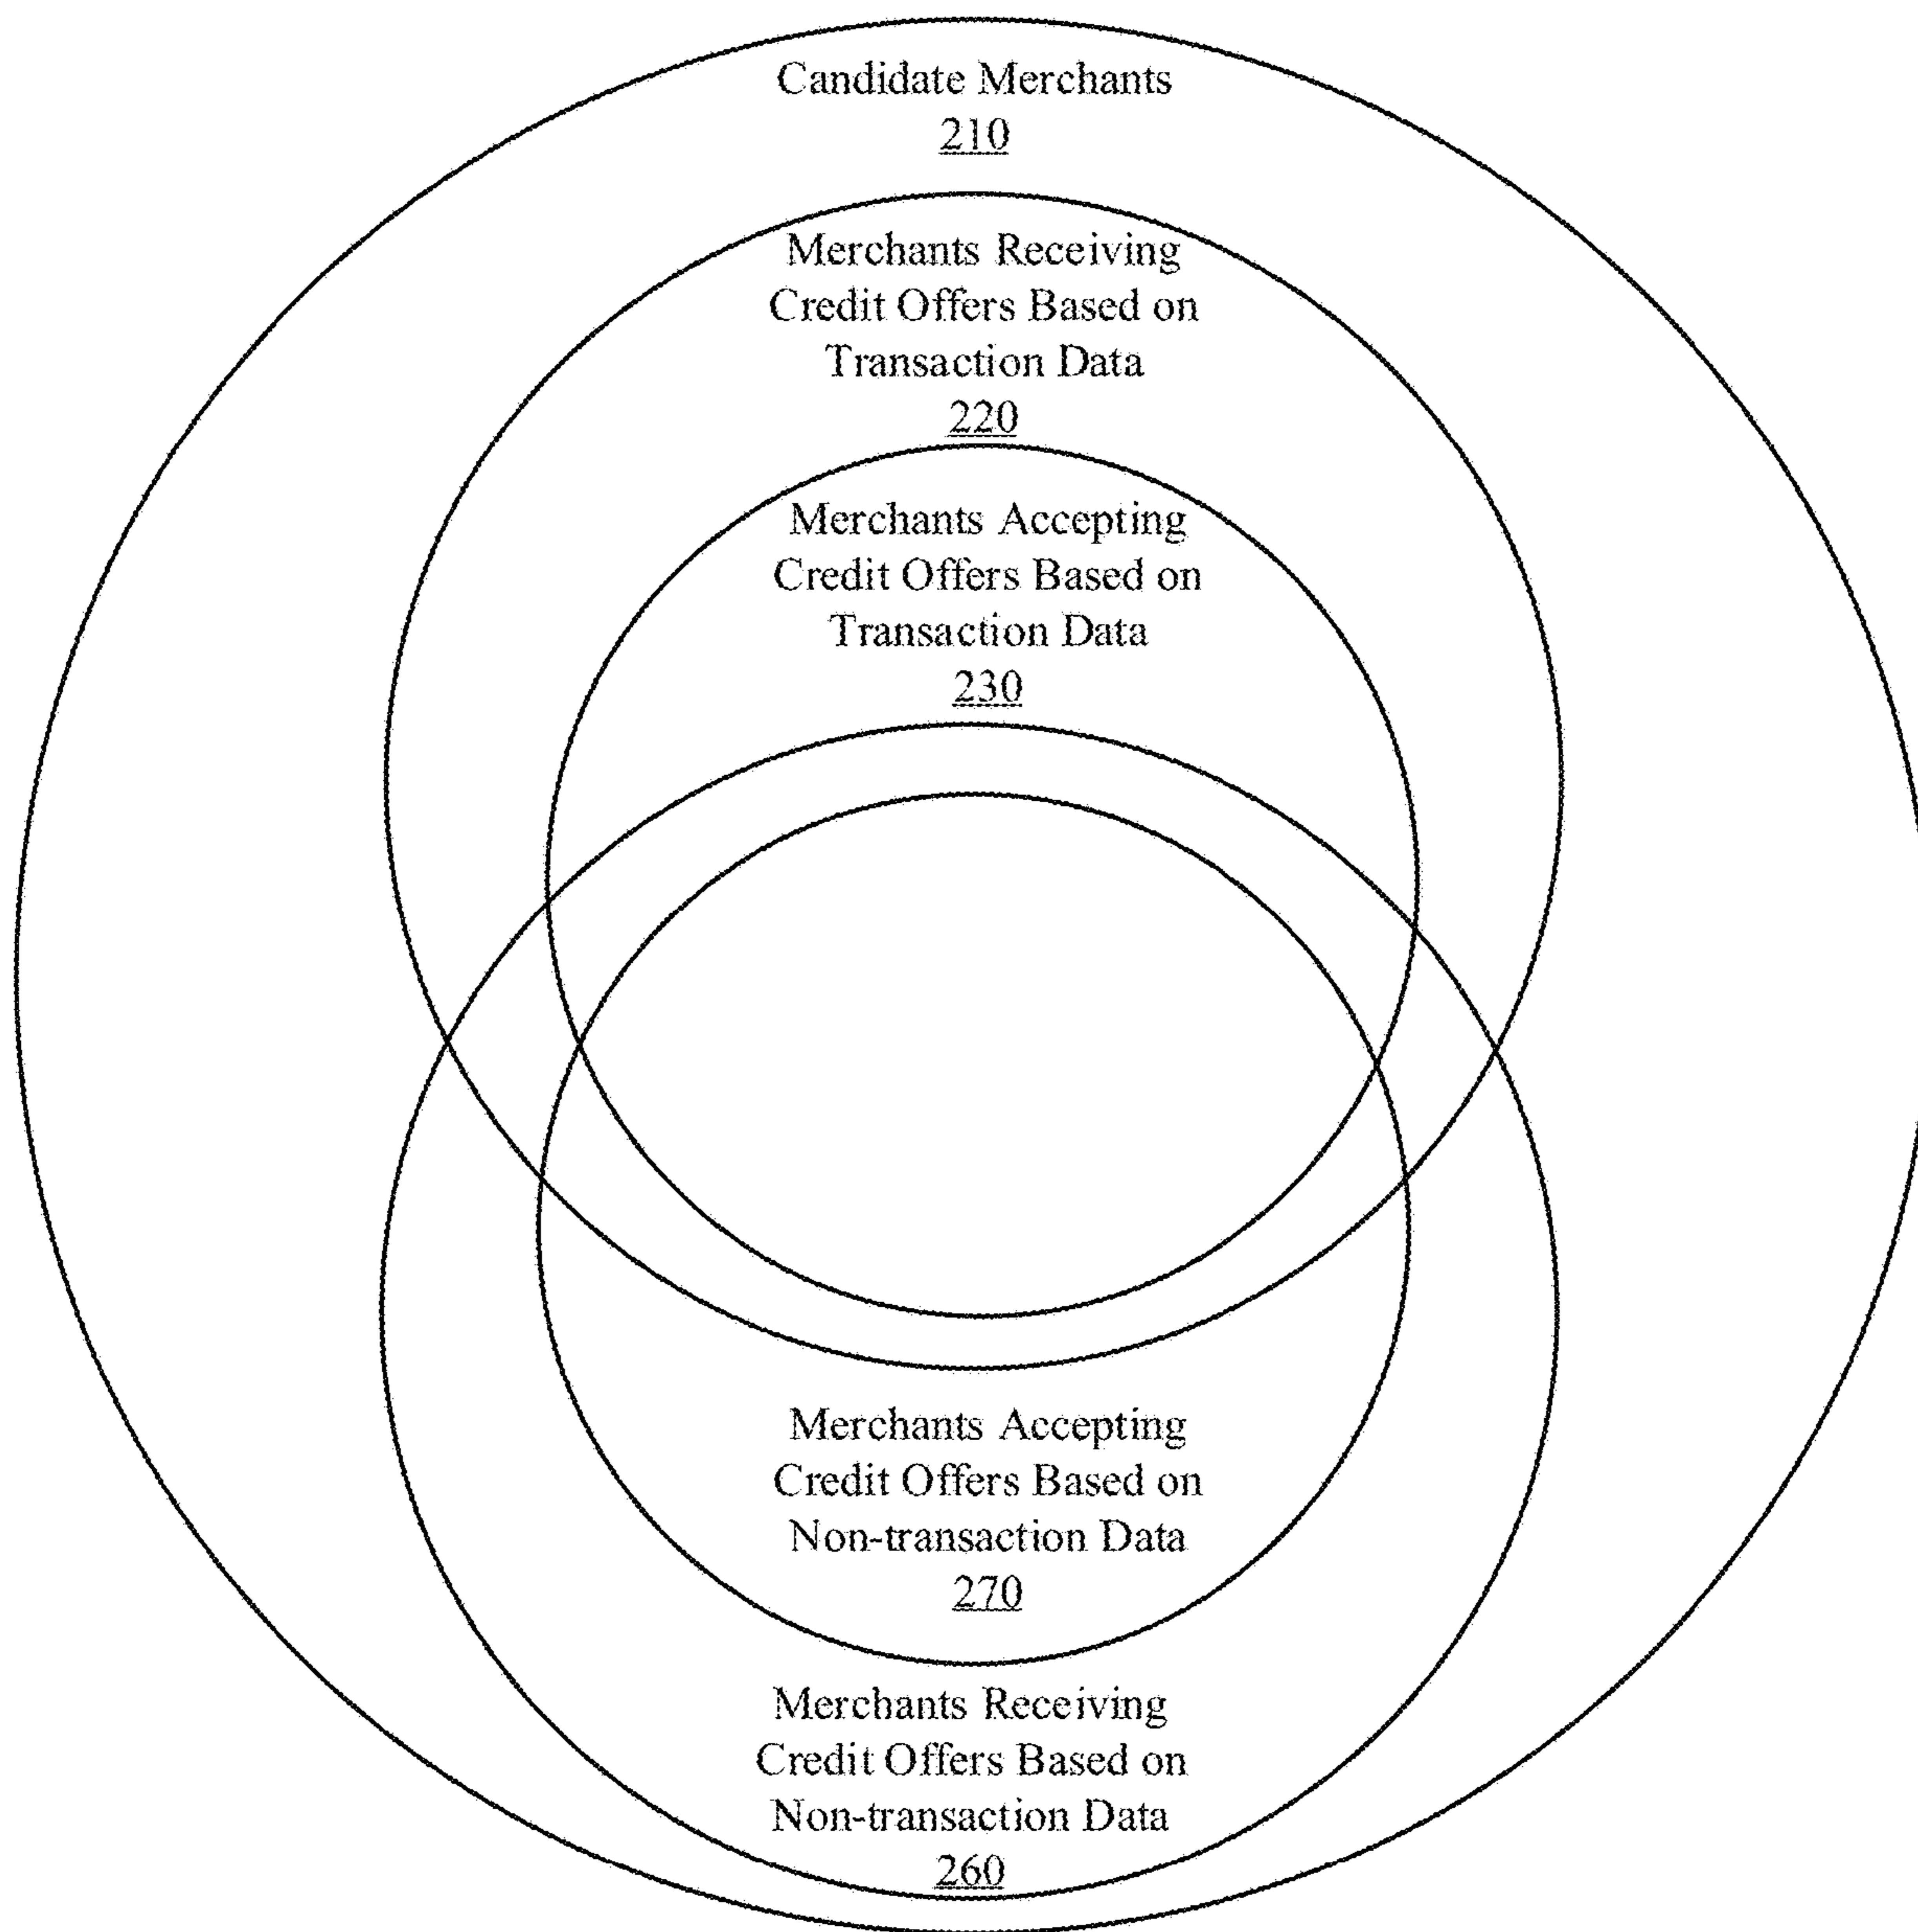 Candidate Merchants
210
Merchants Receiving
Credit Offers Based on
Transaction Data
220
Merchants Accepting
Credit Offers Based on
Transaction Data
230
Merchants Accepting
Credit Offers Based on
Non-transaction Data
270
Merchants Receiving
Credit Offers Based on
Non-transaction Data
260